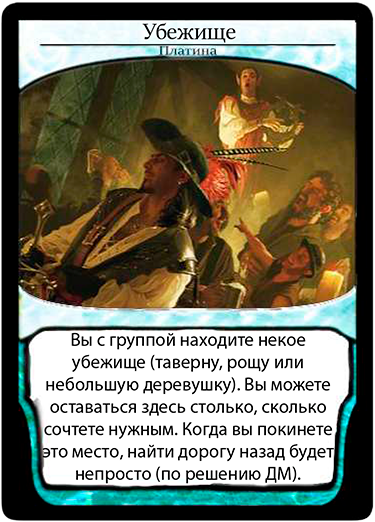 Убежище
Платина
Вы с группой находите некое
убежище (таверну, рощу или
небольшую деревушку). Вы можете
оставаться здесь столько, сколько
сочтете нужным. Когда вы покинете
это место, найти дорогу назад будет
непросто (по решению ДМ).